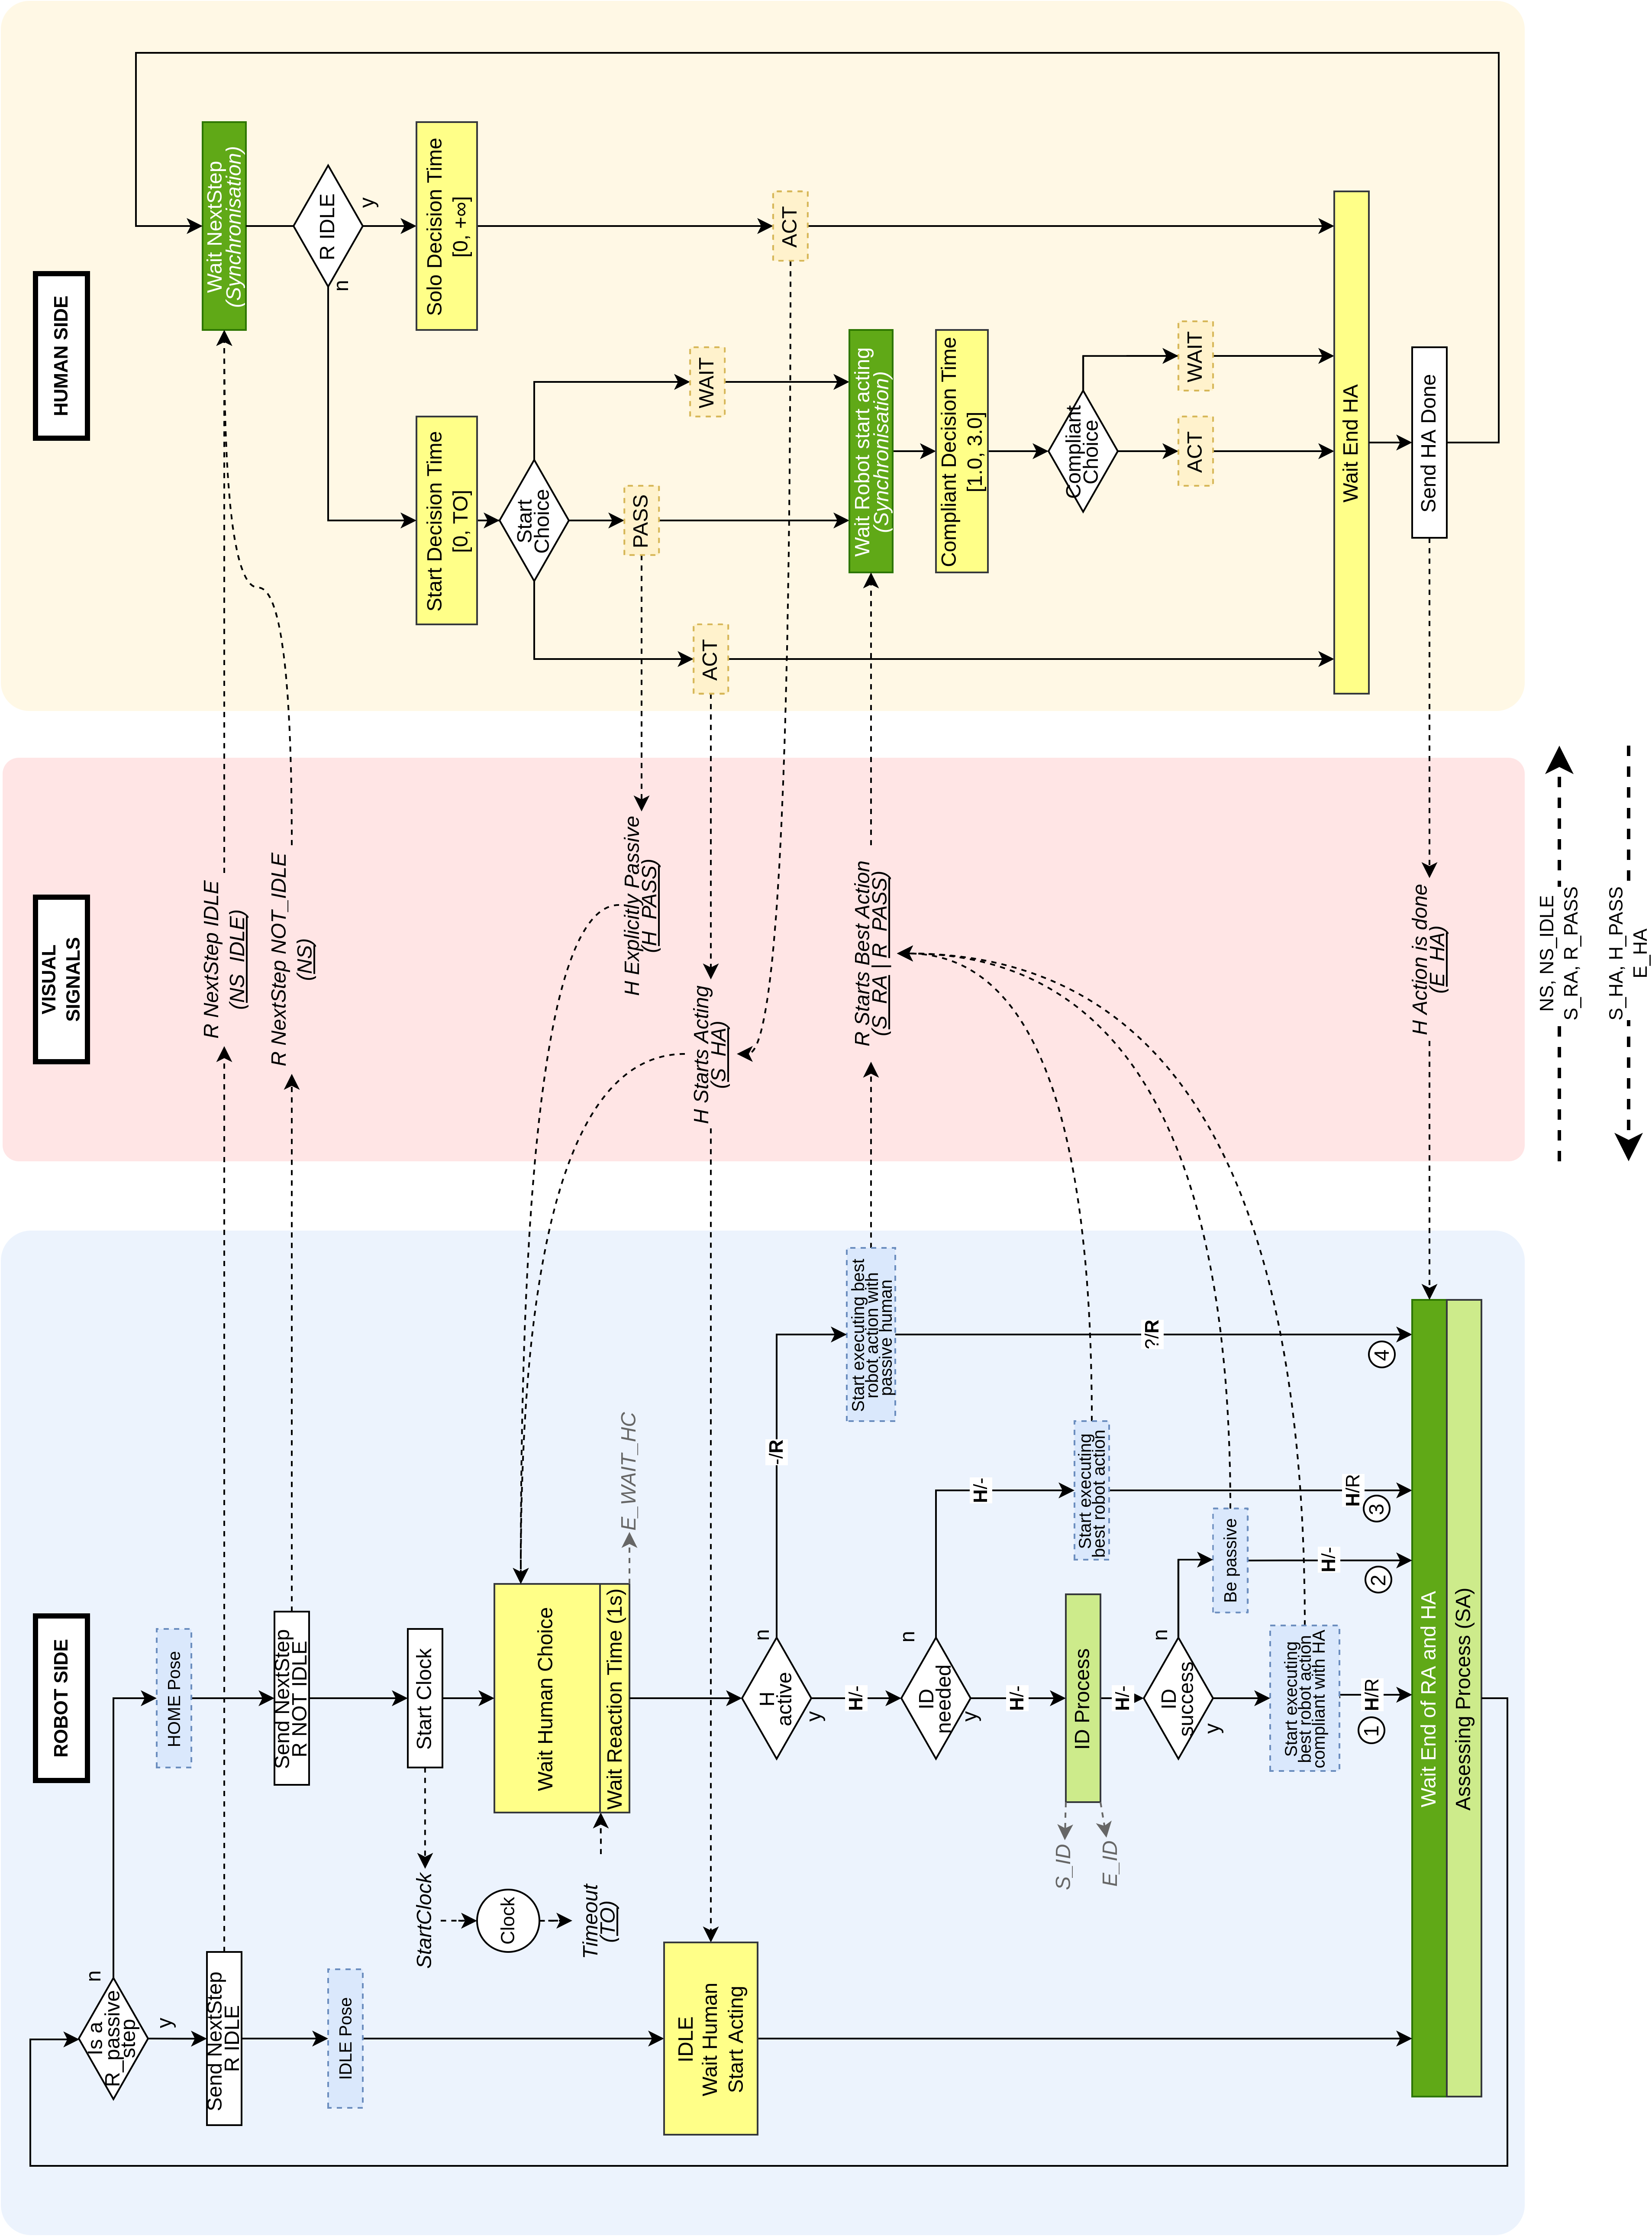 ROBOT SIDE
Is a
R_passive
step
n
y
HOME Pose
Send NextStep
R IDLE
Send NextStep
R NOT IDLE
IDLE Pose
Start Clock
StartClock
Clock
Timeout
(TO)
Wait Human Choice
Wait Reaction Time (1s)
E_WAIT_HC
IDLE
Wait Human
Start Acting
H
active
n
y
-/R
H/-
Start executing best
robot action with
passive human
?/R
ID
needed
n
y
H/-
H/-
Start executing
best robot action
H/R
ID Process
S_ID
E_ID
H/-
ID
success
n
y
Be passive
H/-
Start executing
best robot action
compliant with HA
H/R
1
2
3
4
Wait End of RA and HA
Assessing Process (SA)
VISUAL
SIGNALS
R NextStep IDLE
(NS_IDLE)
R NextStep NOT_IDLE
(NS)
H Explicitly Passive
(H_PASS)
H Starts Acting
(S_HA)
R Starts Best Action
(S_RA | R_PASS)
H Action is done
(E_HA)
NS, NS_IDLE
S_RA, R_PASS
S_HA, H_PASS
E_HA
HUMAN SIDE
Wait NextStep
(Synchronisation)
R IDLE
n
y
Start Decision Time
[0, TO]
Solo Decision Time
[0, +∞]
Start
Choice
ACT
PASS
WAIT
ACT
Wait Robot start acting
(Synchronisation)
Compliant Decision Time
[1.0, 3.0]
Compliant
Choice
ACT
WAIT
Wait End HA
Send HA Done